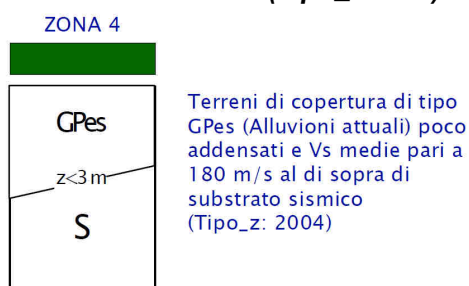 ZONA 4
GPes
z<3 m
S
Terreni di copertura di tipo
GPes (Alluvioni attuali) poco
addensati e Vs medie pari a
180 m/s al di sopra di
substrato sismico
(Tipo_z: 2004)